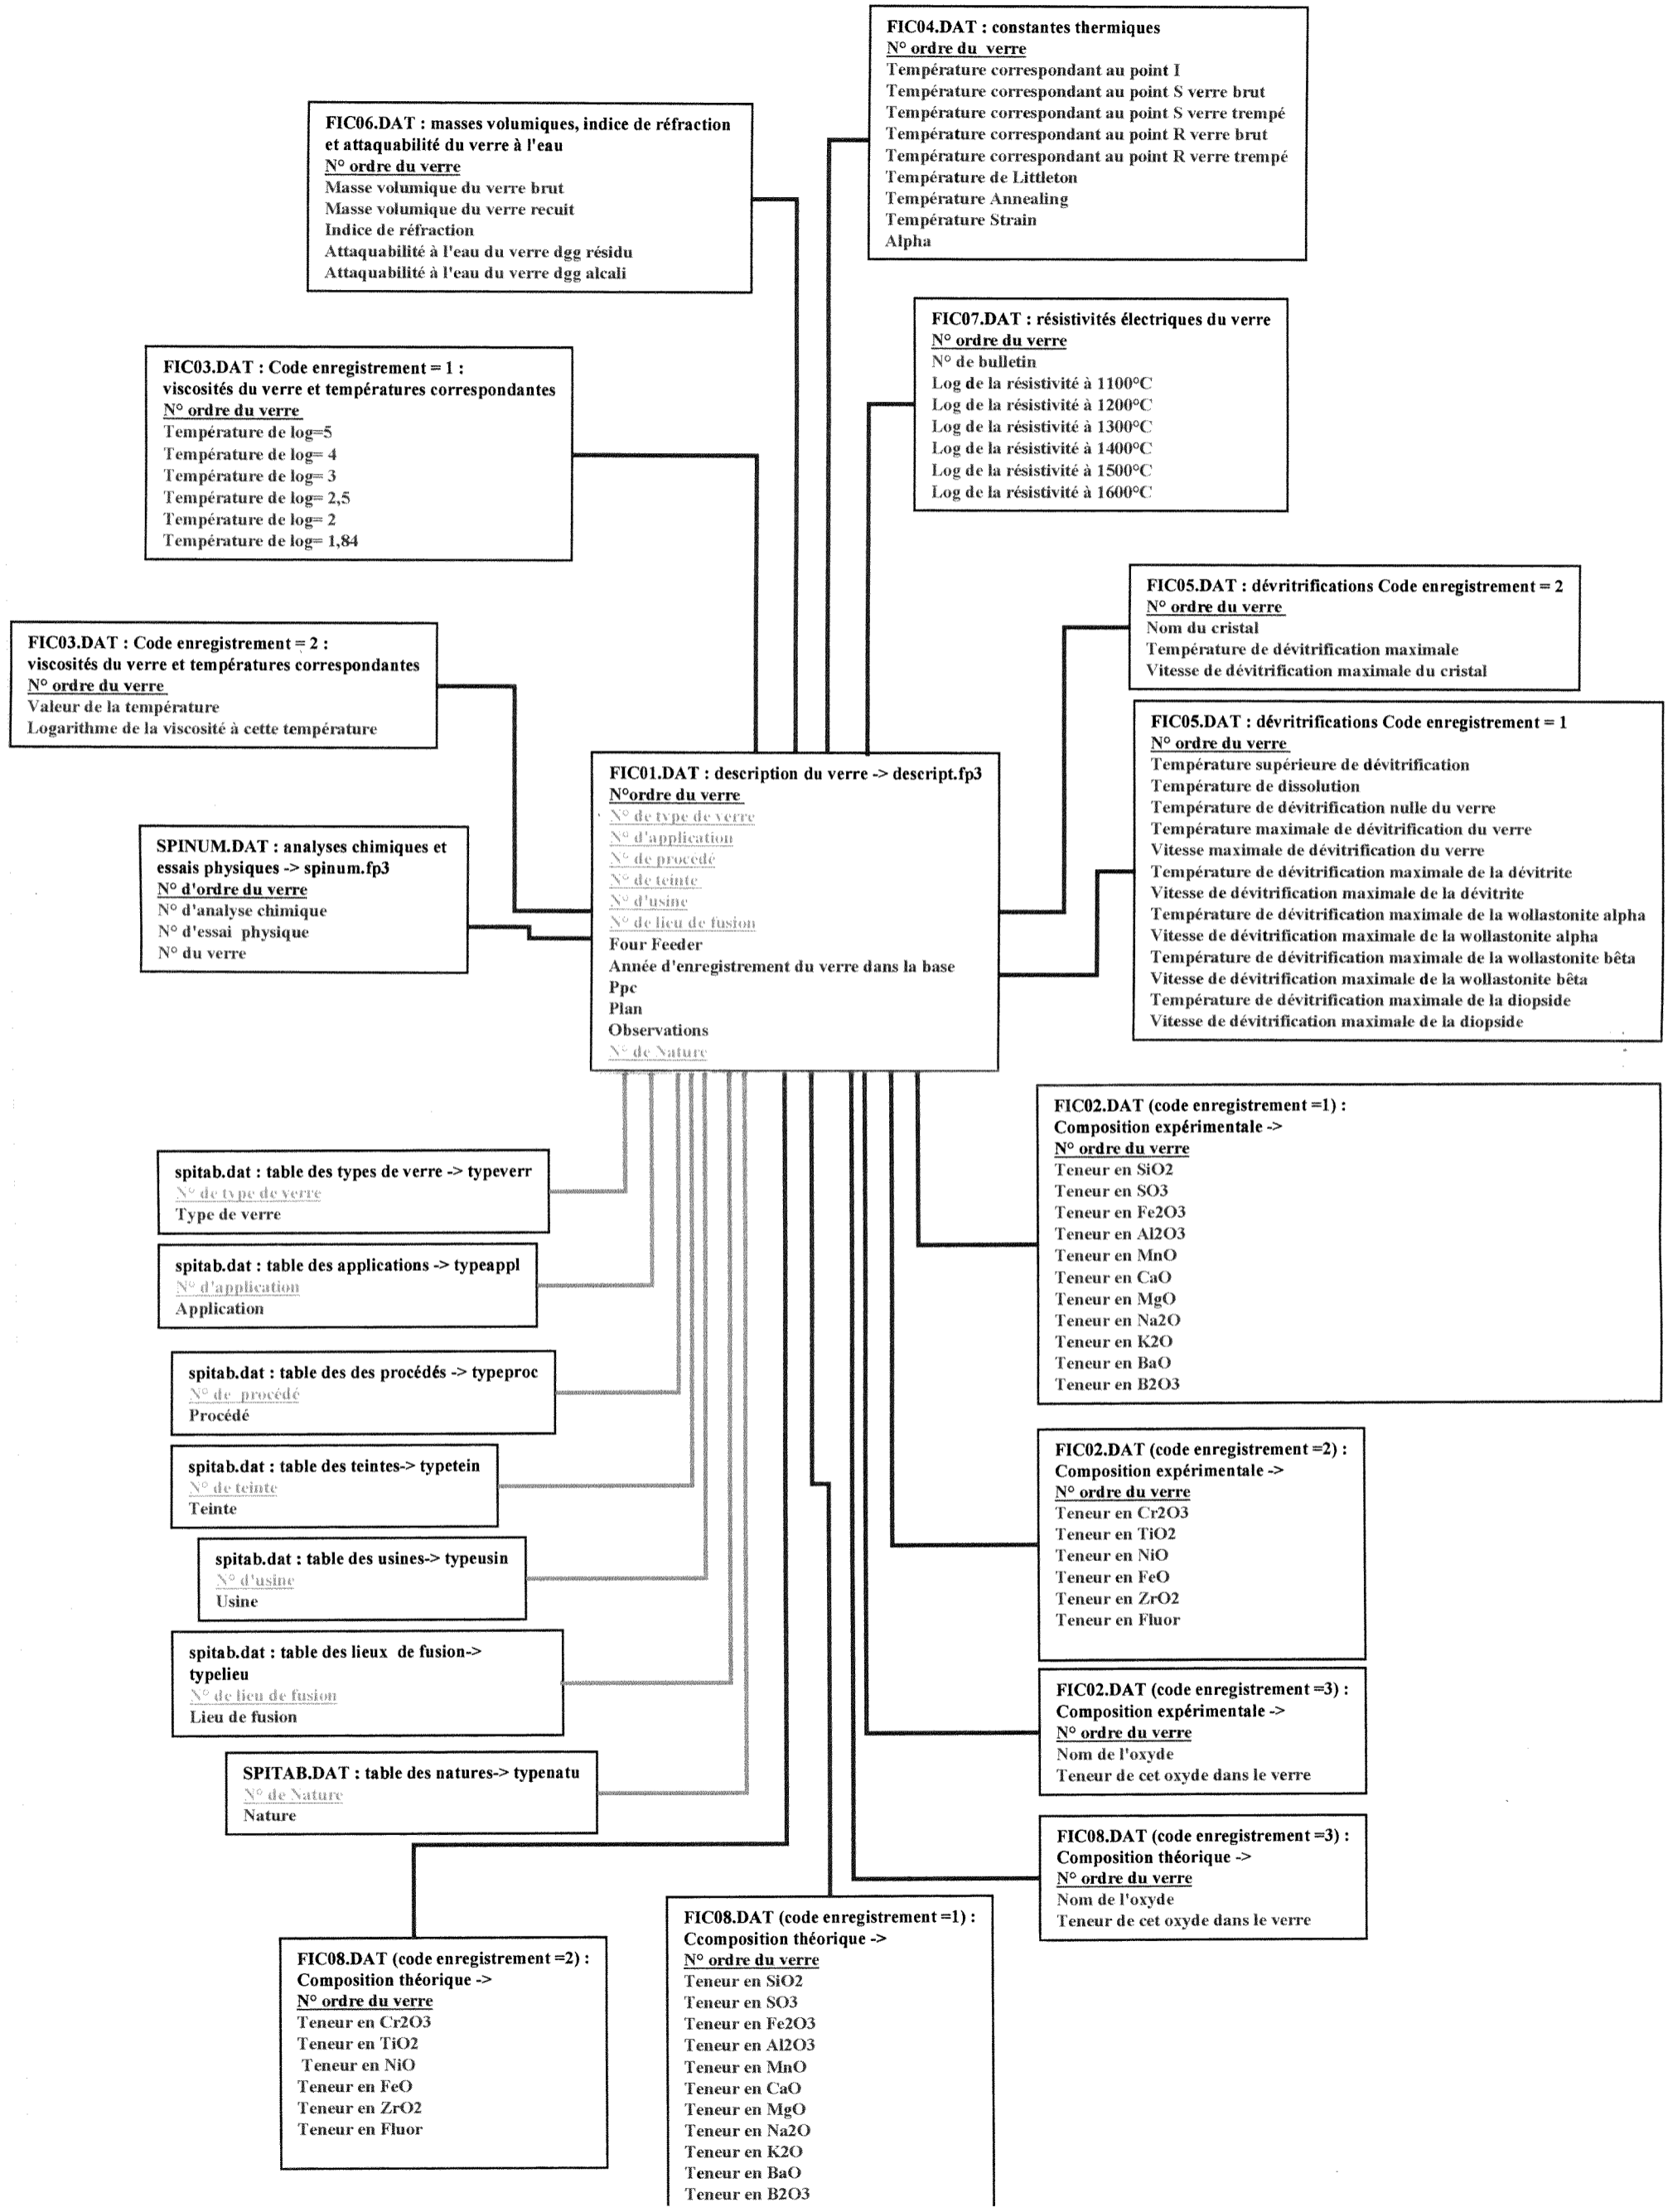 FIC04.DAT : constantes thermiques
N° ordre du verre
Température correspondant au point I
Température correspondant au point S verre brut
Température correspondant au point S verre trempé
Température correspondant au point R verre brut
Température correspondant au point R verre trempé
Température de Littleton
Température Annealing
Température Strain
Alpha
FIC06.DAT : masses volumiques, indice de réfraction
et attaquabilité du verre à l'eau
N° ordre du verre
Masse volumique du verre brut
Masse volumique du verre recuit
Indice de réfraction
Attaquabilité à l'eau du verre dgg résidu
Attaquabilité à l'eau du verre dgg alcali
FIC07.DAT : résistivités électriques du verre
N° ordre du verre
N° de bulletin
Log de la résistivité à 1100°C
Log de la résistivité à 1200°C
Log de la résistivité à 1300°C
Log de la résistivité à 1400°C
Log de la résistivité à 1500°C
Log de la résistivité à 1600°C
FIC03.DAT : Code enregistrement = 1 :
viscosités du verre et températures correspondantes
N° ordre du verre
Température de log=5
Température de log= 4
Température de log= 3
Température de log= 2,5
Température de log= 2
Température de log= 1,84
FIC05.DAT : dévritrifications Code enregistrement = 2
N° ordre du verre
Nom du cristal
Température de dévitrification maximale
Vitesse de dévitrification maximale du cristal
FIC03.DAT : Code enregistrement = 2 :
viscosités du verre et températures correspondantes
N° ordre du verre
Valeur de la température
Logarithme de la viscosité à cette température
FIC05.DAT : dévritrifications Code enregistrement = 1
N° ordre du verre
Température supérieure de dévitrification
Température de dissolution
Température de dévitrification nulle du verre
Température maximale de dévitrification du verre
Vitesse maximale de dévitrification du verre
Température de dévitrification maximale de la dévitrite
Vitesse de dévitrification maximale de la dévitrite
Température de dévitrification maximale de la wollastonite alpha
Vitesse de dévitrification maximale de la wollastonite alpha
Température de dévitrification maximale de la wollastonite bêta
Vitesse de dévitrification maximale de la wollastonite bêta
Température de dévitrification maximale de la diopside
Vitesse de dévitrification maximale de la diopside
FIC01.DAT : description du verre -> descript.fp3
N°ordre du verre
N° de type de verre
N° d'application
N° de procédé
N° de teinte
N° d'usine
N° de lieu de fusion
Four Feeder
Année d'enregistrement du verre dans la base
Ppc
Plan
Observations
N° de Nature
SPINUM.DAT : analyses chimiques et
essais physiques -> spinum.fp3
N° d'ordre du verre
N° d'analyse chimique
N° d'essai physique
N° du verre
FIC02.DAT (code enregistrement =1) :
Composition expérimentale ->
N° ordre du verre
Teneur en SiO2
Teneur en SO3
Teneur en Fe2O3
Teneur en Al2O3
Teneur en MnO
Teneur en CaO
Teneur en MgO
Teneur en Na2O
Teneur en K2O
Teneur en BaO
Teneur en B2O3
spitab.dat : table des types de verre -> typeverr
N° de type de verre
Type de verre
spitab.dat : table des applications -> typeappl
N° d'application
Application
spitab.dat : table des des procédés -> typeproc
N° de procédé
Procédé
spitab.dat : table des teintes-> typetein
N° de teinte
Teinte
spitab.dat : table des usines-> typeusin
N° d'usine
Usine
spitab.dat : table des lieux de fusion->
typelieu
N° de lieu de fusion
Lieu de fusion
SPITAB.DAT : table des natures-> typenatu
N° de Nature
Nature
FIC02.DAT (code enregistrement =2) :
Composition expérimentale ->
N° ordre du verre
Teneur en Cr2O3
Teneur en TiO2
Teneur en NiO
Teneur en FeO
Teneur en ZrO2
Teneur en Fluor
FIC02.DAT (code enregistrement =3) :
Composition expérimentale ->
N° ordre du verre
Nom de l'oxyde
Teneur de cet oxyde dans le verre
FIC08.DAT (code enregistrement =3) :
Composition théorique ->
N° ordre du verre
Nom de l'oxyde
Teneur de cet oxyde dans le verre
FIC08.DAT (code enregistrement =2) :
Composition théorique ->
N° ordre du verre
Teneur en Cr2O3
Teneur en TiO2
Teneur en NiO
Teneur en FeO
Teneur en ZrO2
Teneur en Fluor
FIC08.DAT (code enregistrement =1) :
Ccomposition théorique ->
N° ordre du verre
Teneur en SiO2
Teneur en SO3
Teneur en Fe2O3
Teneur en Al2O3
Teneur en MnO
Teneur en CaO
Teneur en MgO
Teneur en Na2O
Teneur en K2O
Teneur en BaO
Teneur en B2O3